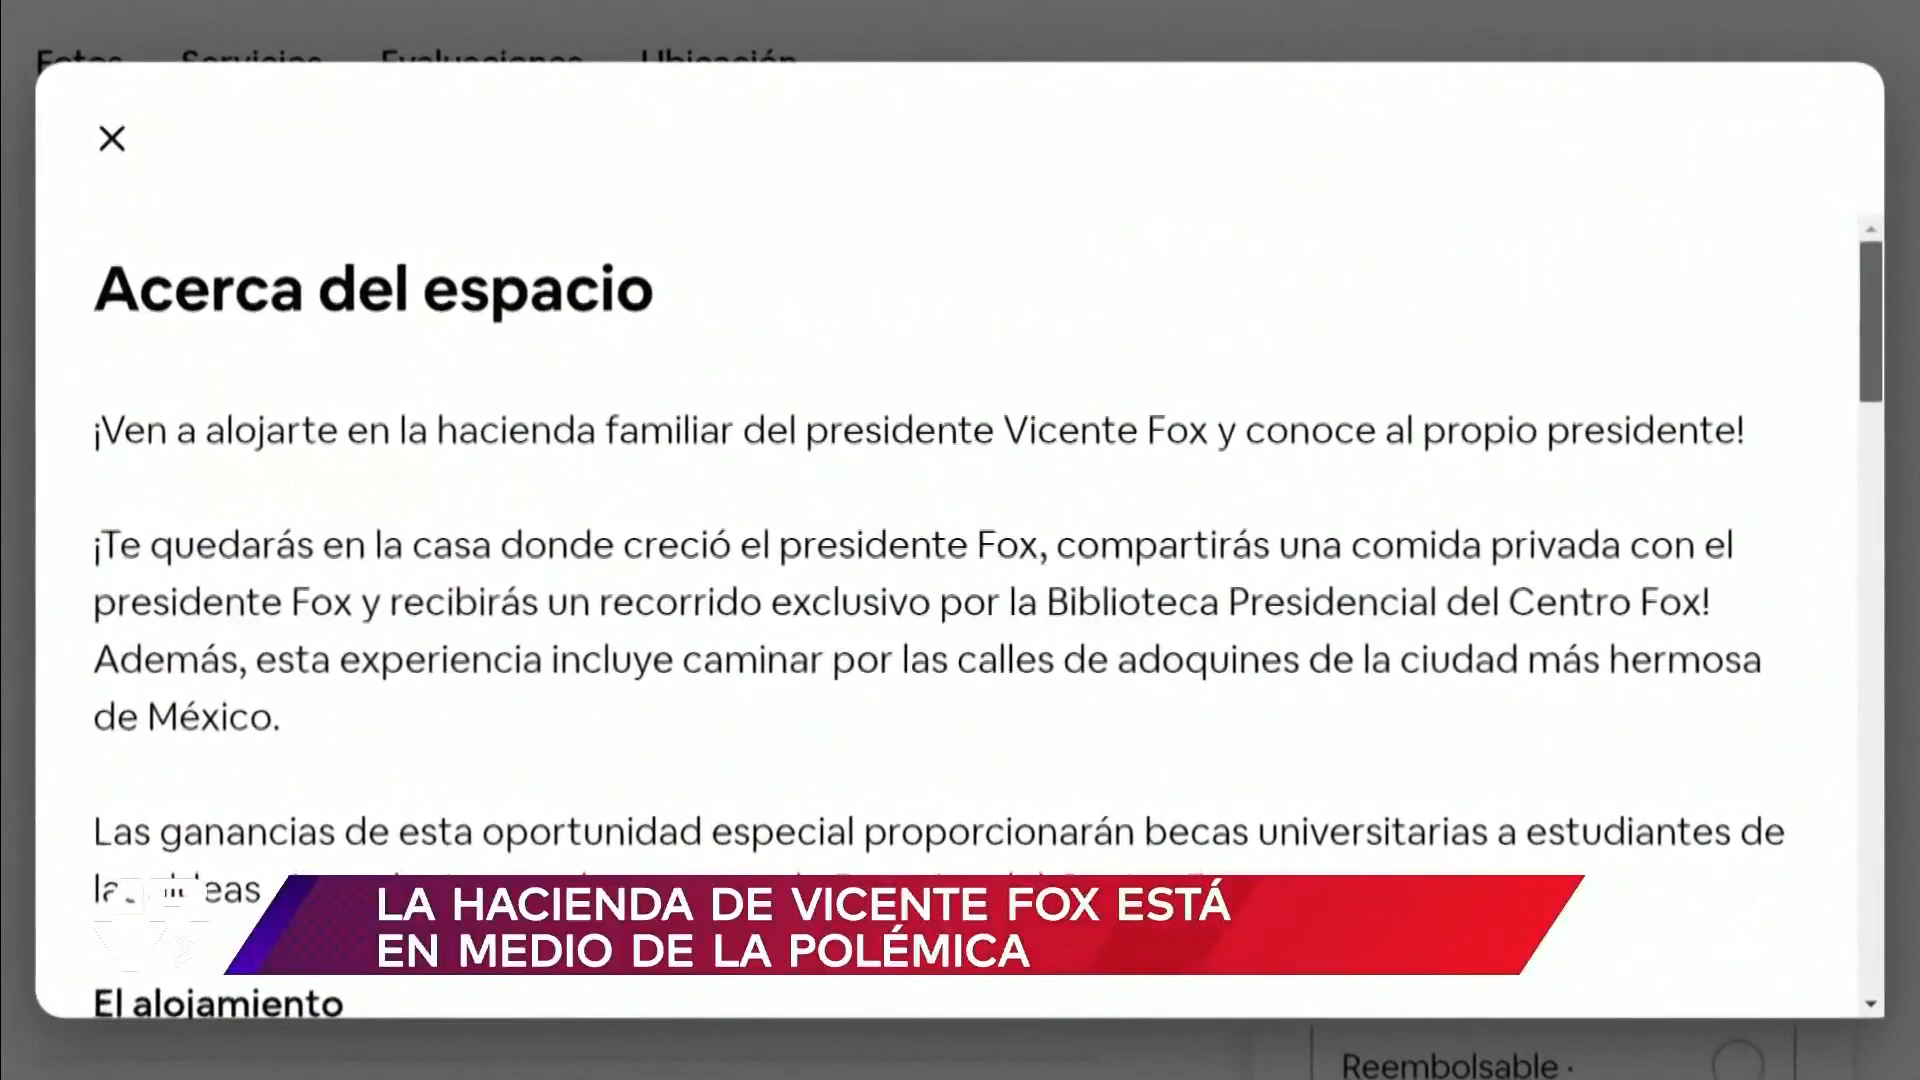 Fotos Servicios Evaluaciones Ubicación
Acerca del espacio
¡Ven a alojarte en la hacienda familiar del presidente Vicente Fox y conoce al propio presidente!
¡Te quedarás en la casa donde creció el presidente Fox, compartirás una comida privada con el
presidente Fox y recibirás un recorrido exclusivo por la Biblioteca Presidencial del Centro Fox!
Además, esta experiencia incluye caminar por las calles de adoquines de la ciudad más hermosa
de México.
Las ganancias de esta oportunidad especial proporcionarán becas universitarias a estudiantes de
LA HACIENDA DE VICENTE FOX ESTÁ
EN MEDIO DE LA POLÉMICA
El alojamiento
Reembolsable ·